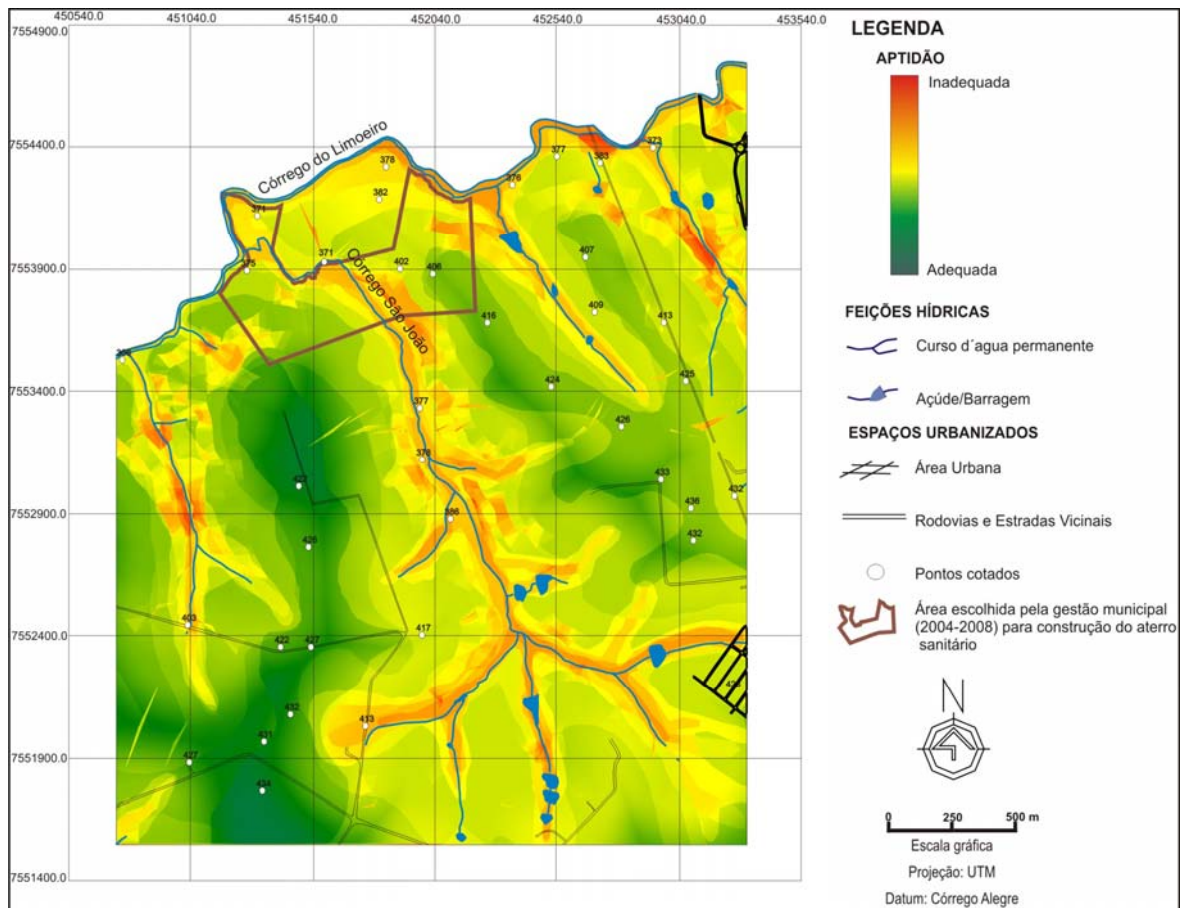 450540.0 451040.0 451540.0 452040.0 452540.0 453040.0 453540.0
7554900.0
7554400.0
7553900.0
7553400.0
7552900.0
7552400.0
7551900.0
7551400.0
Córrego do Limoeiro
Córrego São João
378
382
371
371
375
402
406
416
376
377
383
373
407
409
413
424
425
426
377
433
436
432
432
386
426
403
422
427
417
432
431
413
427
434
LEGENDA
APTIDÃO
Inadequada
Adequada
FEIÇÕES HÍDRICAS
Curso d´agua permanente
Açúde/Barragem
ESPAÇOS URBANIZADOS
Área Urbana
Rodovias e Estradas Vicinais
Pontos cotados
Área escolhida pela gestão municipal
(2004-2008) para construção do aterro
sanitário
N
0 250 500 m
Escala gráfica
Projeção: UTM
Datum: Córrego Alegre